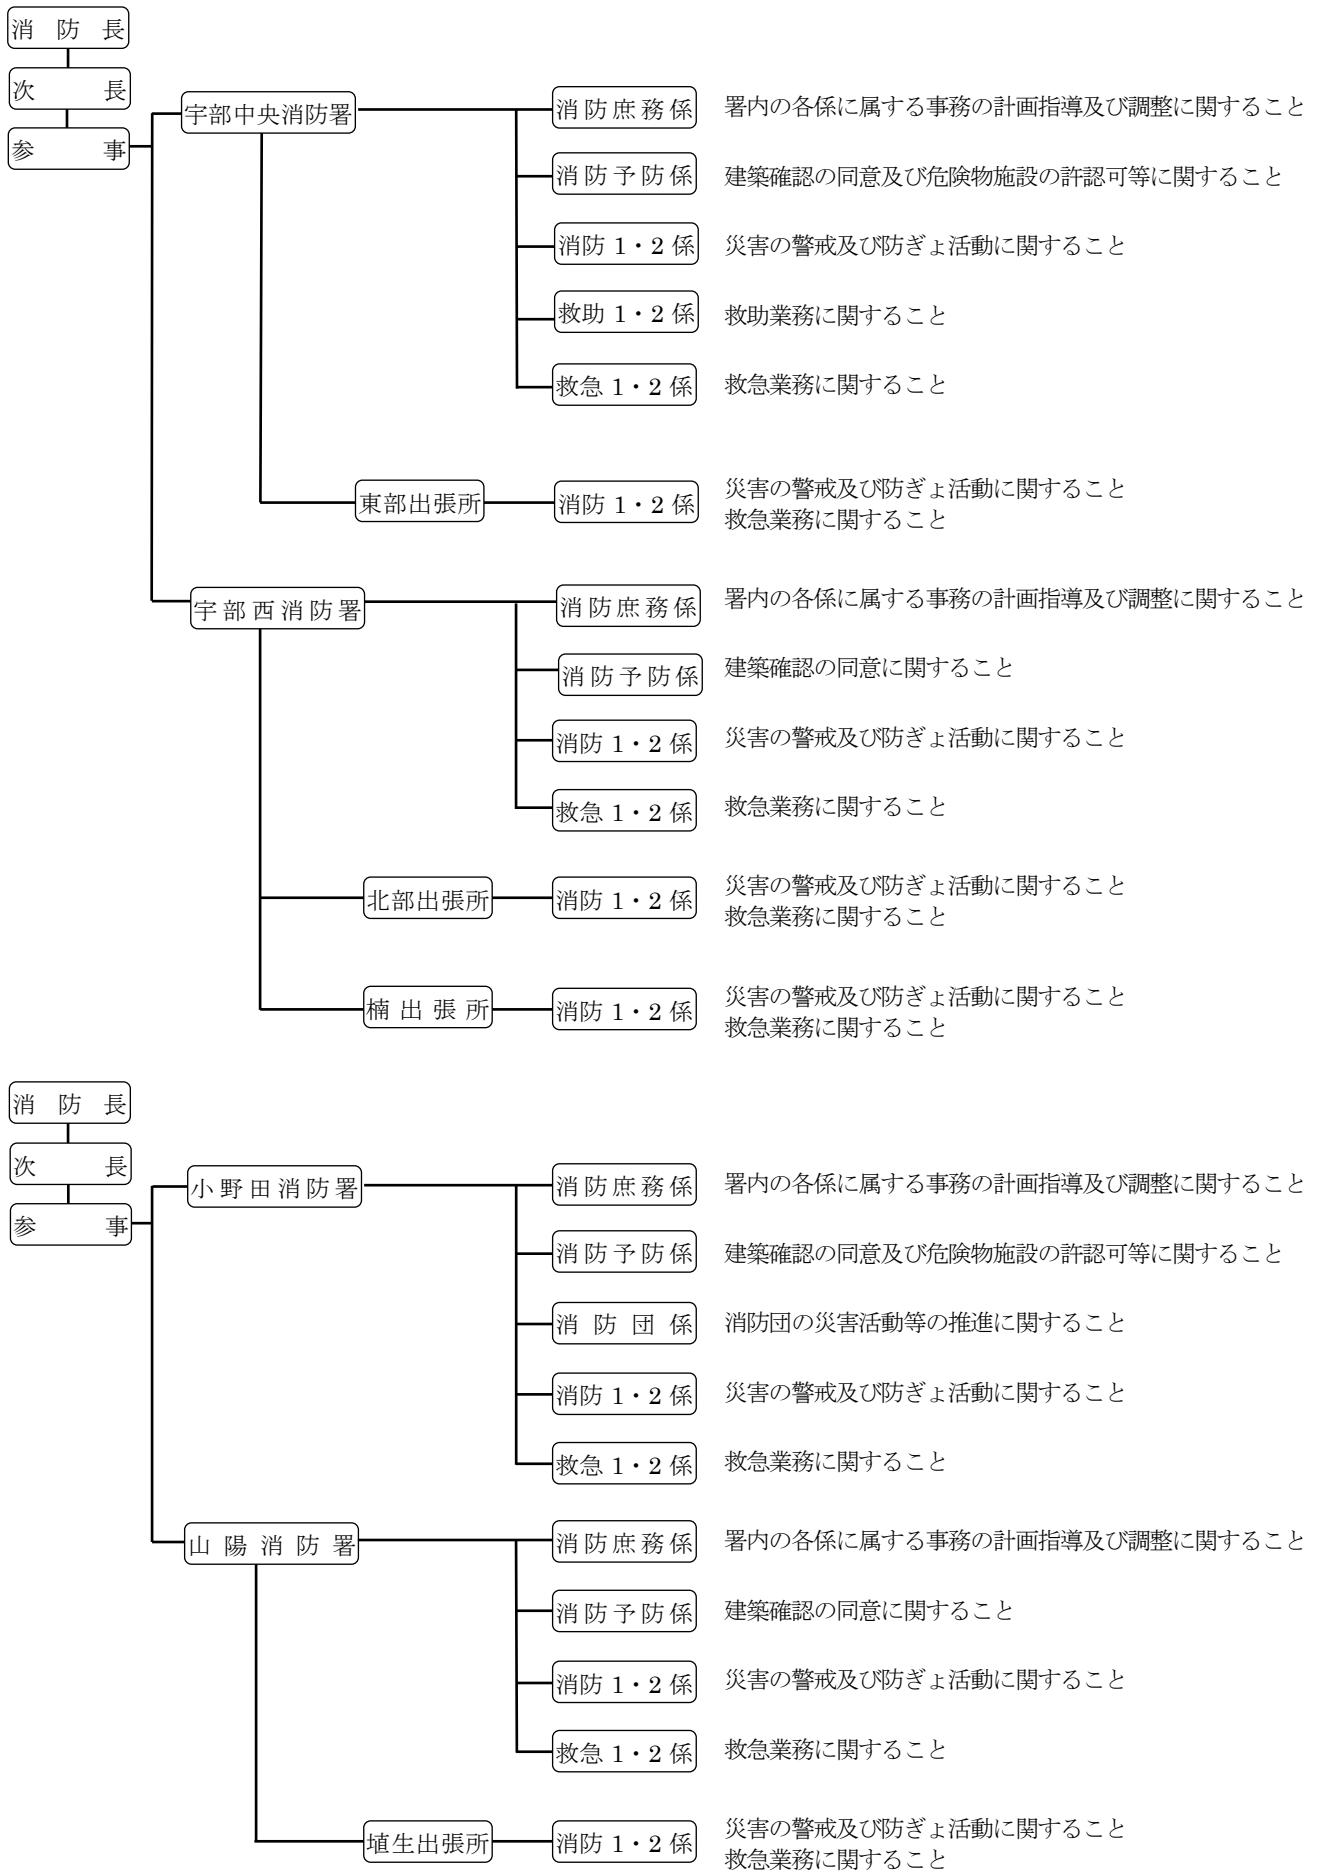 消防長
次長
参事
宇部中央消防署
消防庶務係 署内の各係に属する事務の計画指導及び調整に関すること
消防予防係 建築確認の同意及び危険物施設の許認可等に関すること
消防 1・2 係 災害の警戒及び防ぎょ活動に関すること
救助 1・2 係 救助業務に関すること
救急 1・2 係 救急業務に関すること
東部出張所 消防 1・2 係 災害の警戒及び防ぎょ活動に関すること
救急業務に関すること
宇部西消防署
消防庶務係 署内の各係に属する事務の計画指導及び調整に関すること
消防予防係 建築確認の同意に関すること
消防 1・2 係 災害の警戒及び防ぎょ活動に関すること
救急 1・2 係 救急業務に関すること
北部出張所 消防 1・2 係 災害の警戒及び防ぎょ活動に関すること
救急業務に関すること
楠出張所 消防 1・2 係 災害の警戒及び防ぎょ活動に関すること
救急業務に関すること
消防長
次長
参事
小野田消防署
消防庶務係 署内の各係に属する事務の計画指導及び調整に関すること
消防予防係 建築確認の同意及び危険物施設の許認可等に関すること
消防団係 消防団の災害活動等の推進に関すること
消防 1・2 係 災害の警戒及び防ぎょ活動に関すること
救急 1・2 係 救急業務に関すること
山陽消防署
消防庶務係 署内の各係に属する事務の計画指導及び調整に関すること
消防予防係 建築確認の同意に関すること
消防 1・2 係 災害の警戒及び防ぎょ活動に関すること
救急 1・2 係 救急業務に関すること
埴生出張所 消防 1・2 係 災害の警戒及び防ぎょ活動に関すること
救急業務に関すること